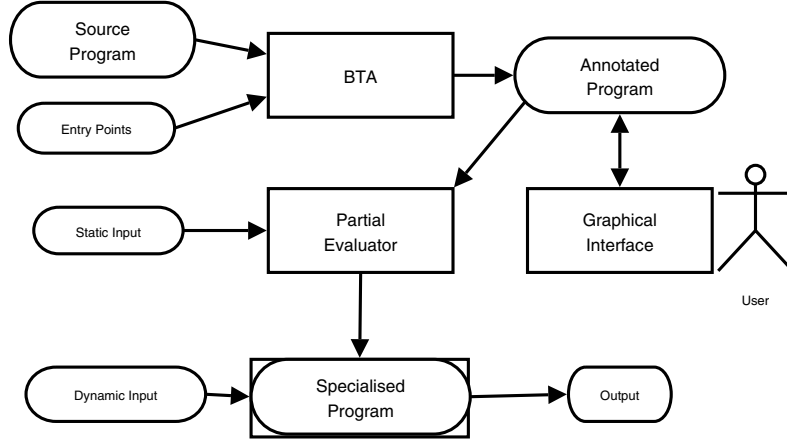 Source
Program
BTA
Annotated
Program
Entry Points
Static Input
Partial
Evaluator
Graphical
Interface
User
Dynamic Input
Specialised
Program
Output